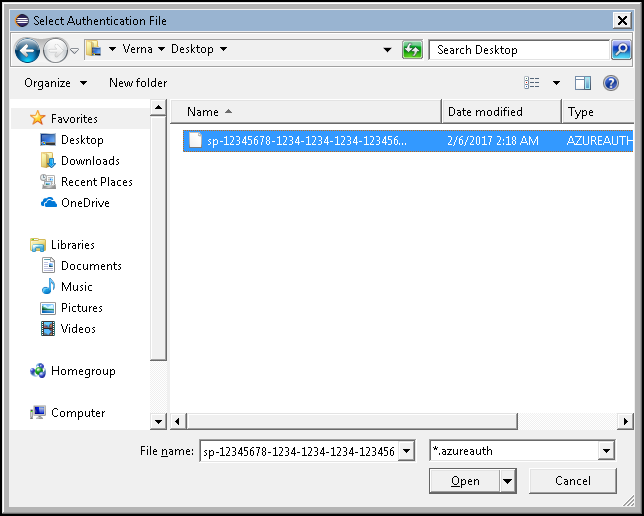 Select Authentication File
Verna Desktop
Search Desktop
Organize New folder
Name Date modified Type
sp-12345678-1234-1234-1234-123456... 2/6/2017 2:18 AM AZUREAUTH
Favorites
Desktop
Downloads
Recent Places
OneDrive
Libraries
Documents
Music
Pictures
Videos
Homegroup
Computer
File name: sp-12345678-1234-1234-1234-123456 *.azureauth
Open Cancel